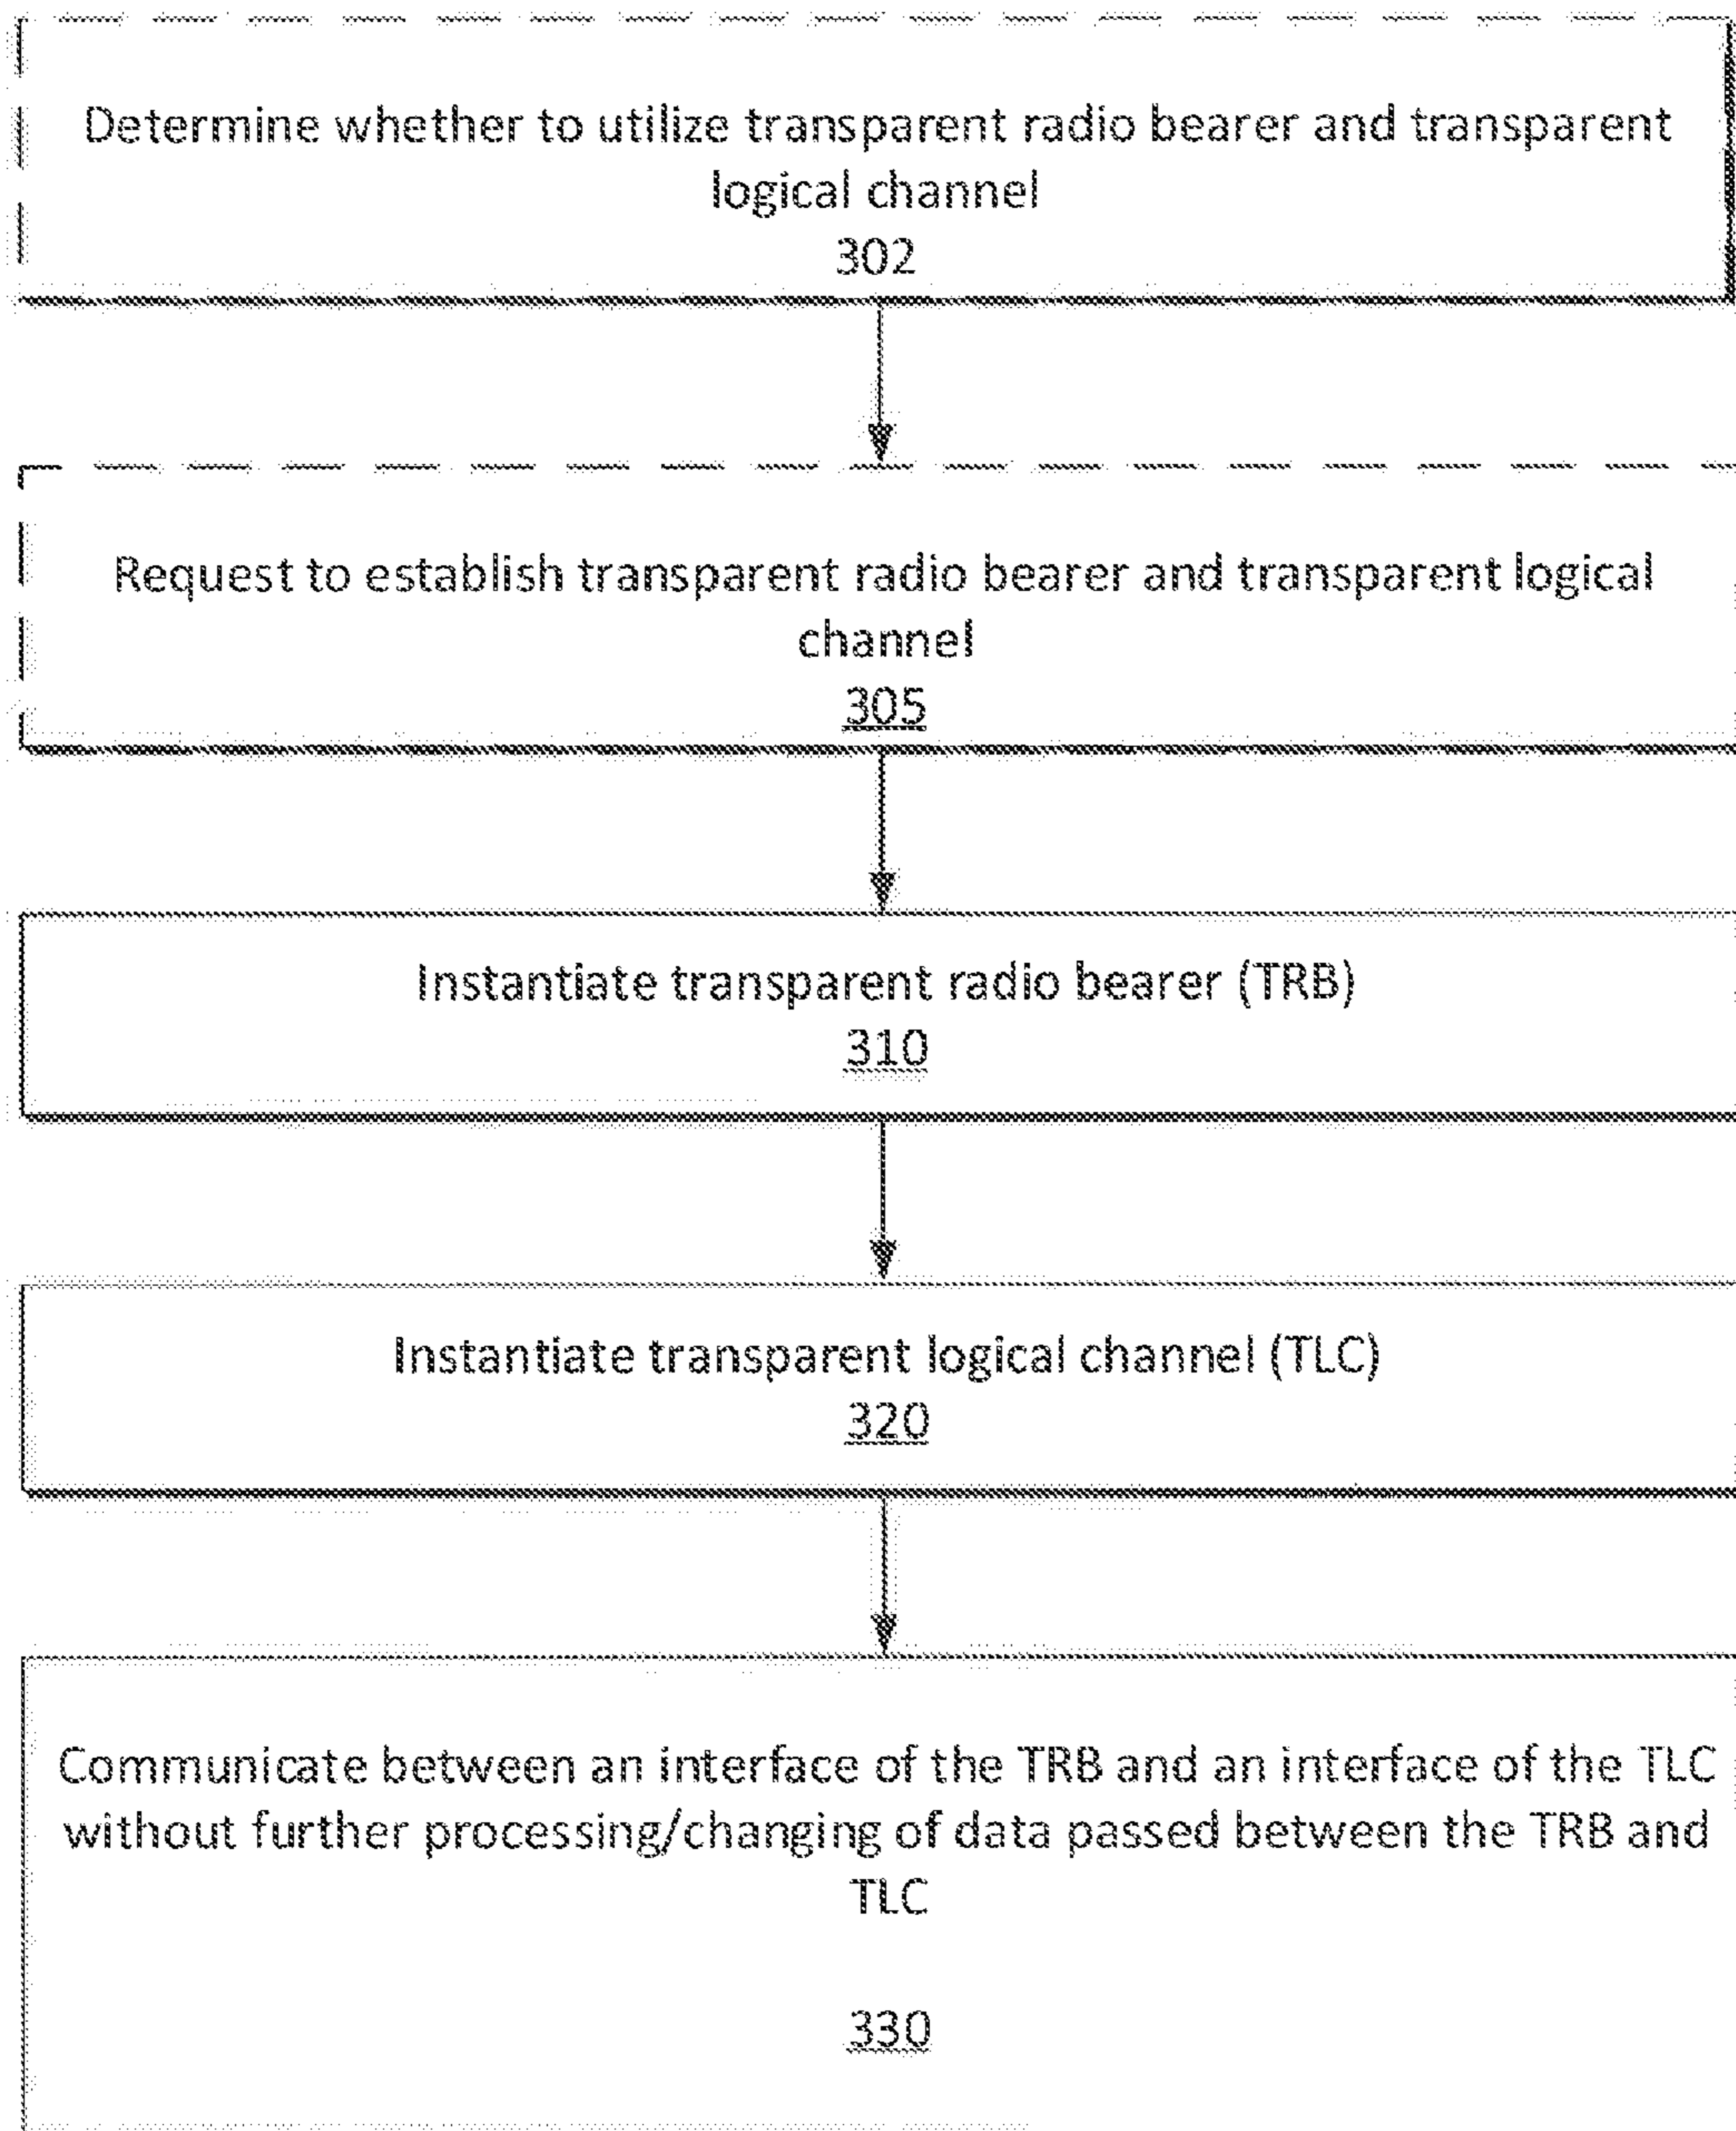 Determine whether to utilize transparent radio bearer and transparent
logical channel
302
Request to establish transparent radio bearer and transparent logical
channel
305
Instantiate transparent radio bearer (TRB)
310
Instantiate transparent logical channel (TLC)
320
Communicate between an interface of the TRB and an interface of the TLC
without further processing/changing of data passed between the TRB and
TLC
330